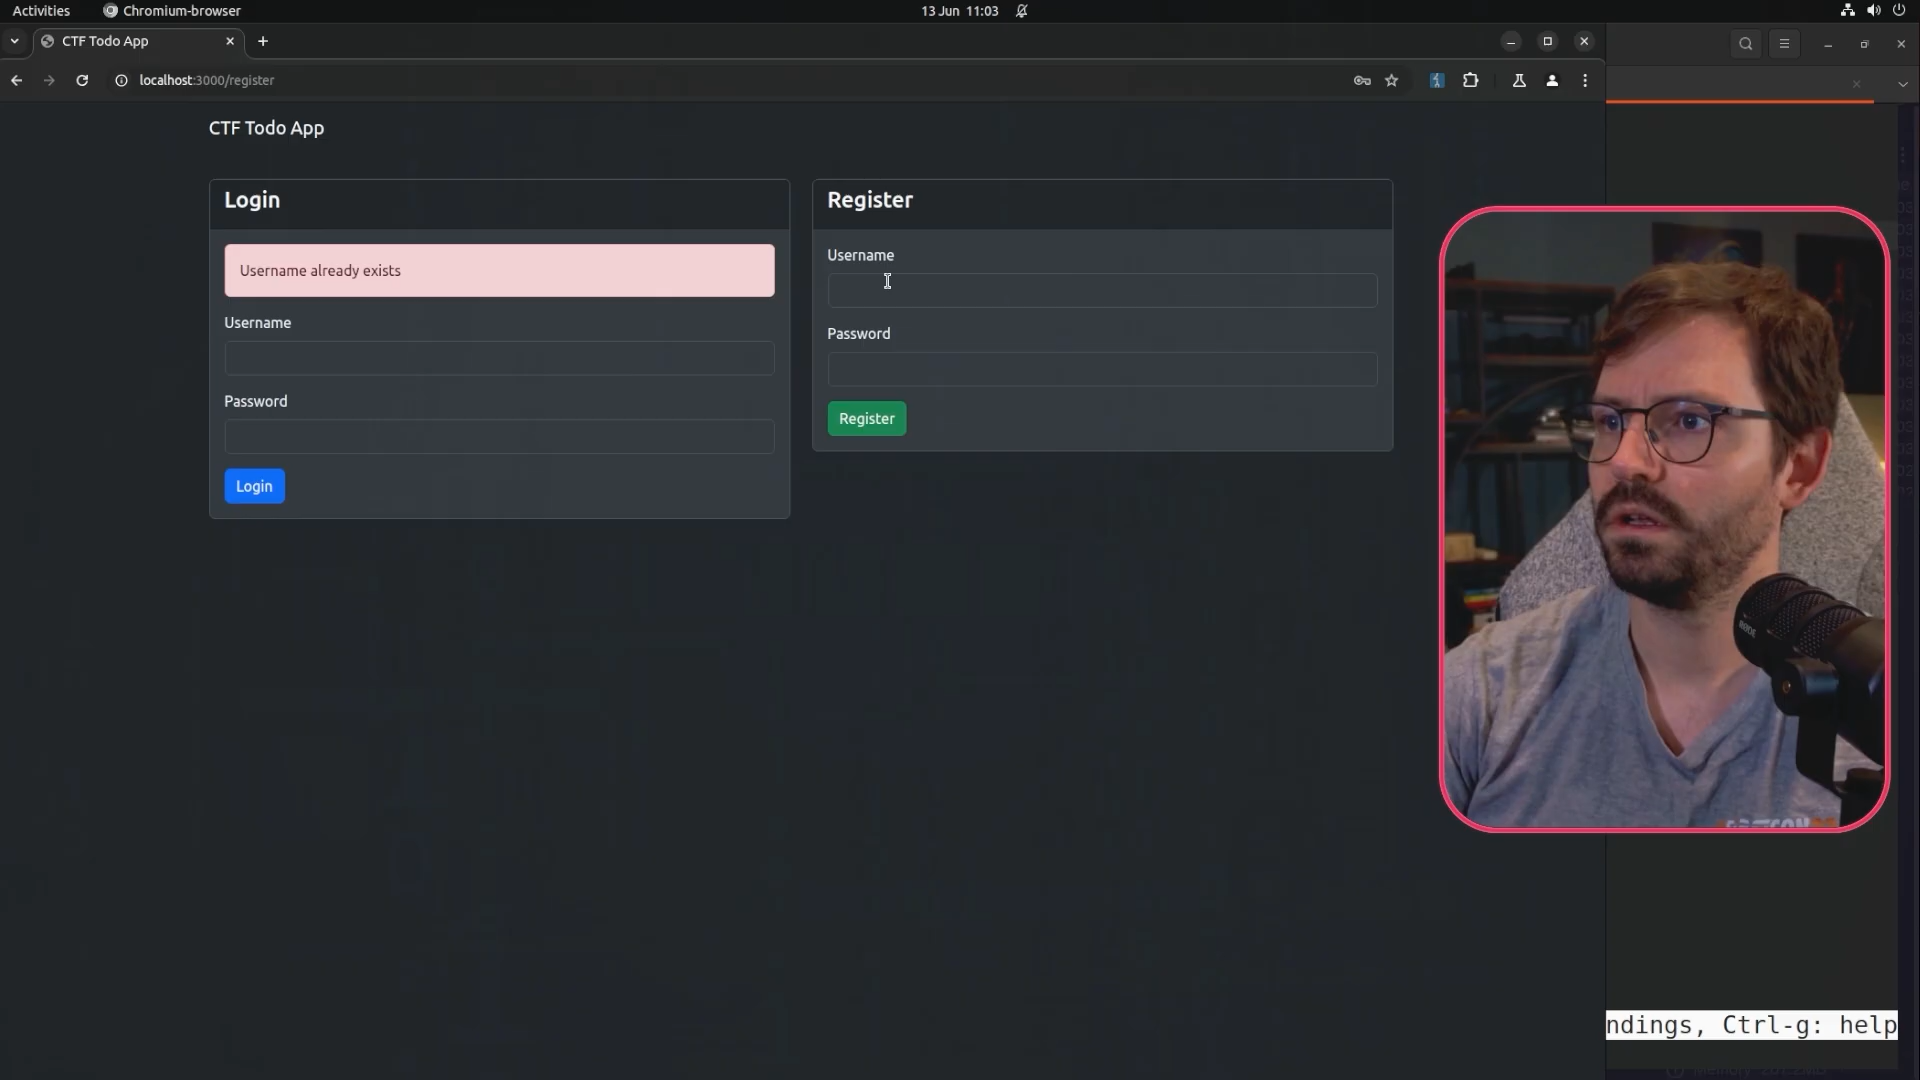 Activities
Chromium-browser
13 Jun 11:03
CTF Todo App
localhost:3000/register
CTF Todo App
Login
Username already exists
Username
Password
Login
Register
Username
Password
Register
RODE
ndings, Ctrl-g: help